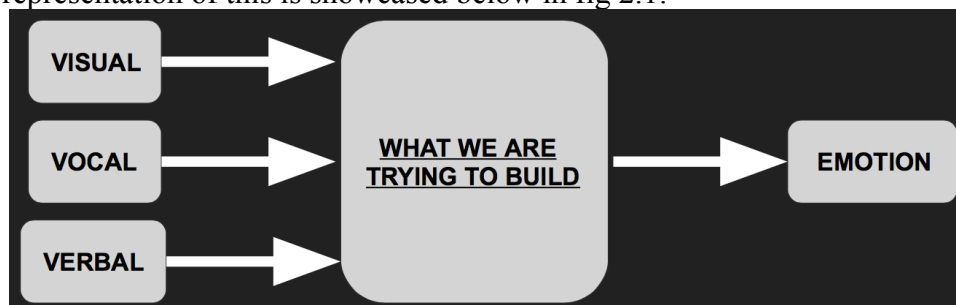 representation of this is showcased below in fig 2.1.
VISUAL
VOCAL
VERBAL
WHAT WE ARE
TRYING TO BUILD
EMOTION